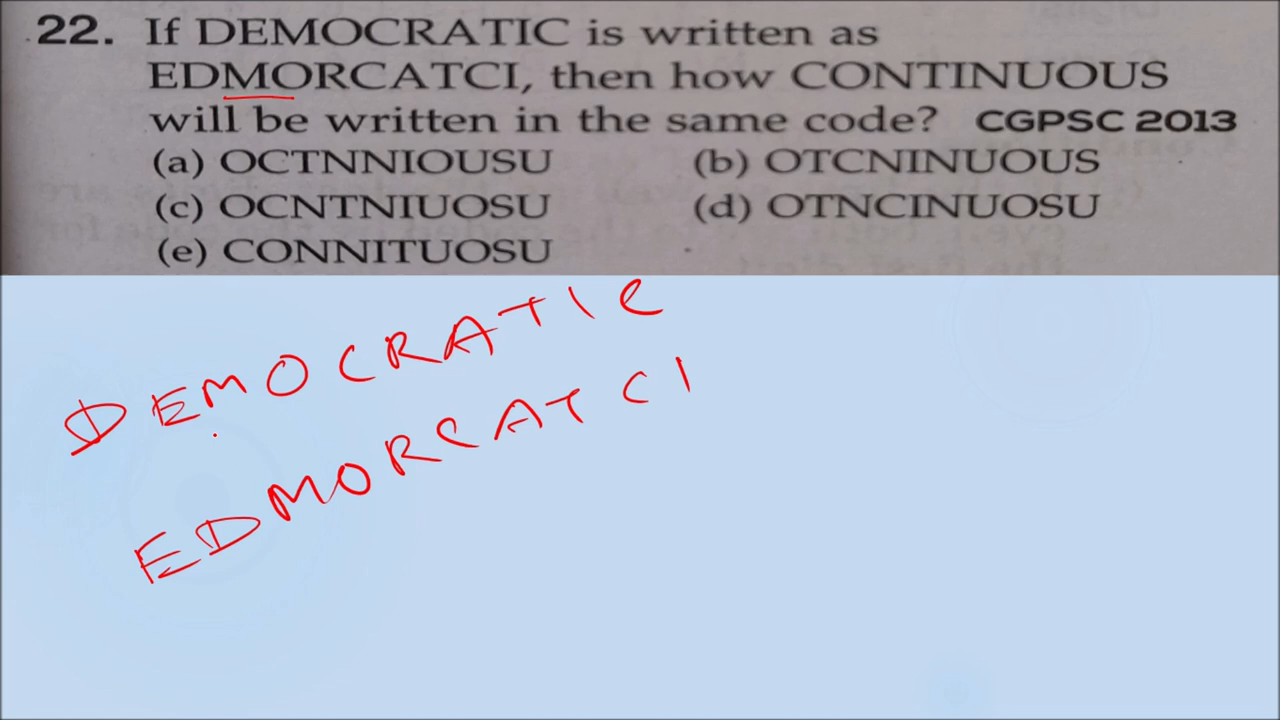 22. If DEMOCRATIC is written as
EDMORCATCI, then how CONTINUOUS
will be written in the same code? CGPSC 2013
(a) OCTNNIOUSU (b) OTCNINUOUS
(c) OCNTNIUOSU (d) OTNCINUOSU
(e) CONNITUOSU
DEMOCRATIC
EDMORCATCI